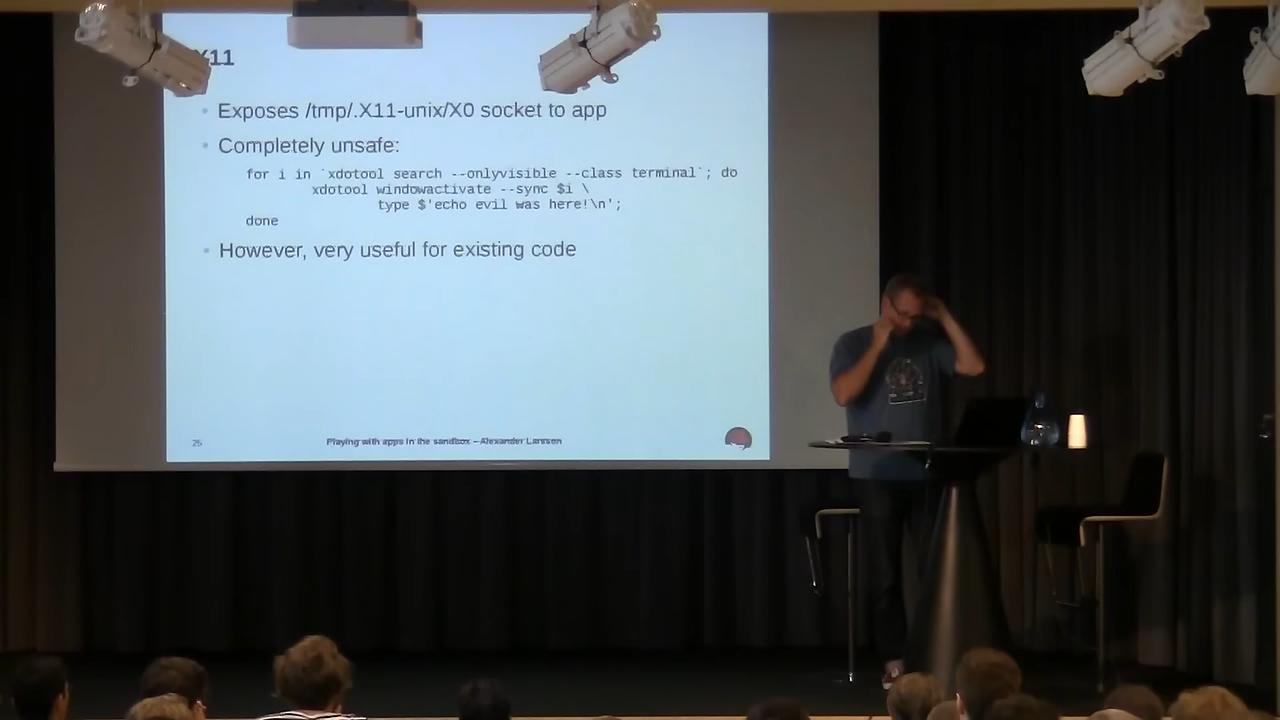 X11
Exposes /tmp/.X11-unix/X0 socket to app
Completely unsafe:
for i in `xdotool search --onlyvisible --class terminal`; do
xdotool windowactivate --sync $i \
type $'echo evil was here!\n';
done
However, very useful for existing code
25
Playing with apps in the sandbox – Alexander Larsson